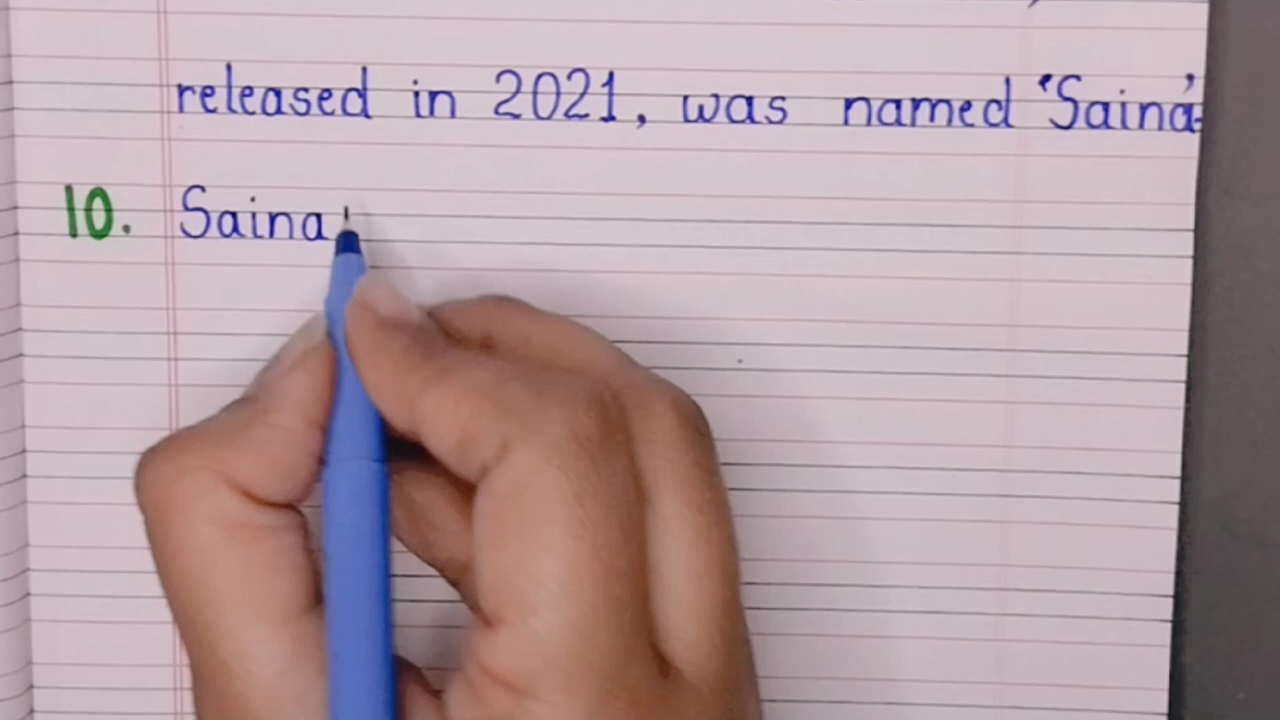 released in 2021, was named 'Saina'.
10. Saina